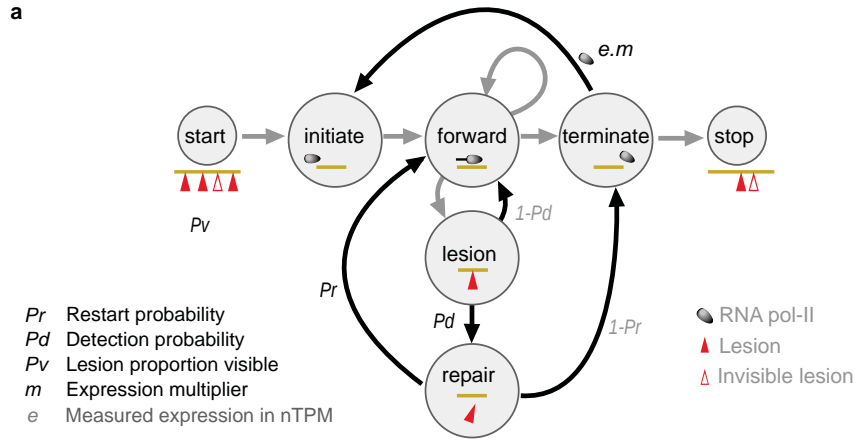 a
e.m
start
initiate
forward
terminate
stop
Pv
1-Pd
lesion
Pr
Pd
1-Pr
repair
Pr Restart probability
Pd Detection probability
Pv Lesion proportion visible
m Expression multiplier
e Measured expression in nTPM
RNA pol-II
Lesion
Invisible lesion